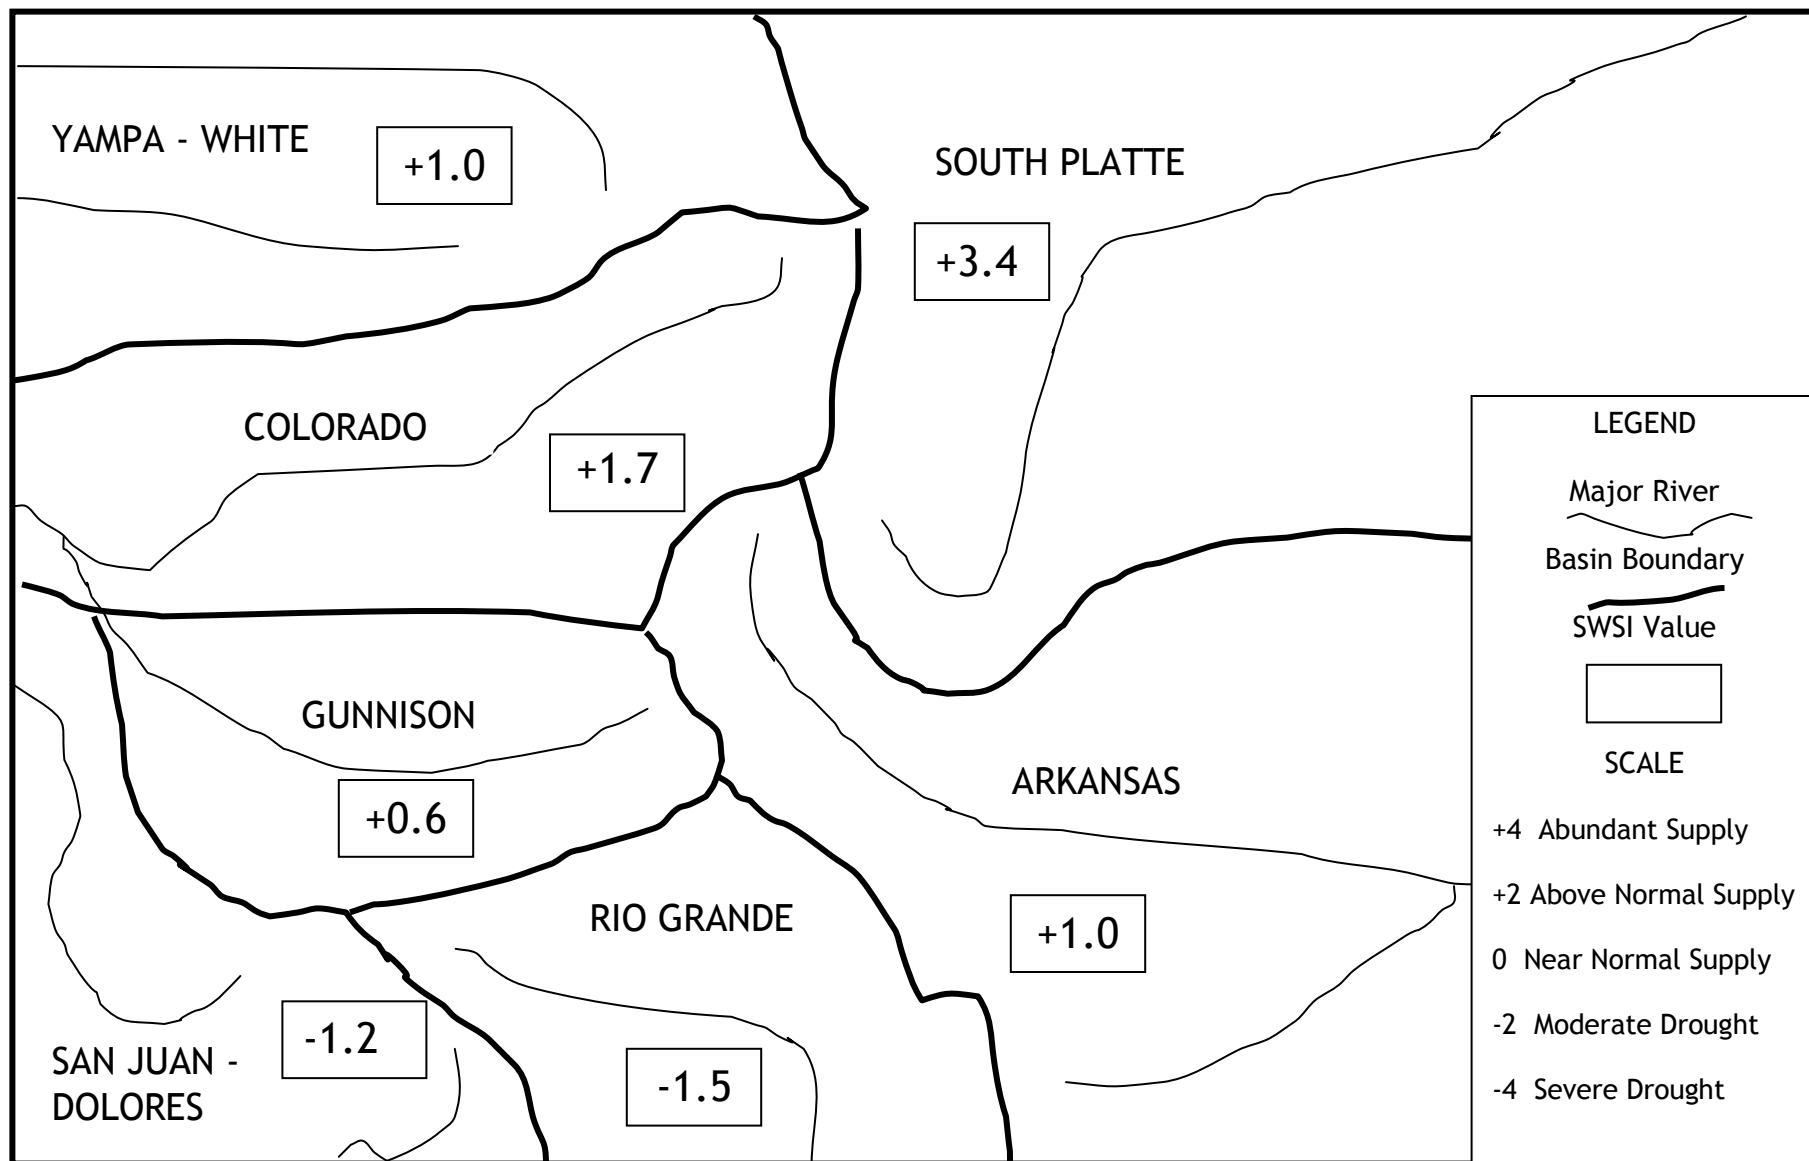 YAMPA - WHITE
+1.0
SOUTH PLATTE
+3.4
COLORADO
+1.7
GUNNISON
+0.6
ARKANSAS
+1.0
RIO GRANDE
-1.5
SAN JUAN -
DOLORES
-1.2
LEGEND
Major River
Basin Boundary
SWSI Value
SCALE
+4 Abundant Supply
+2 Above Normal Supply
0 Near Normal Supply
-2 Moderate Drought
-4 Severe Drought